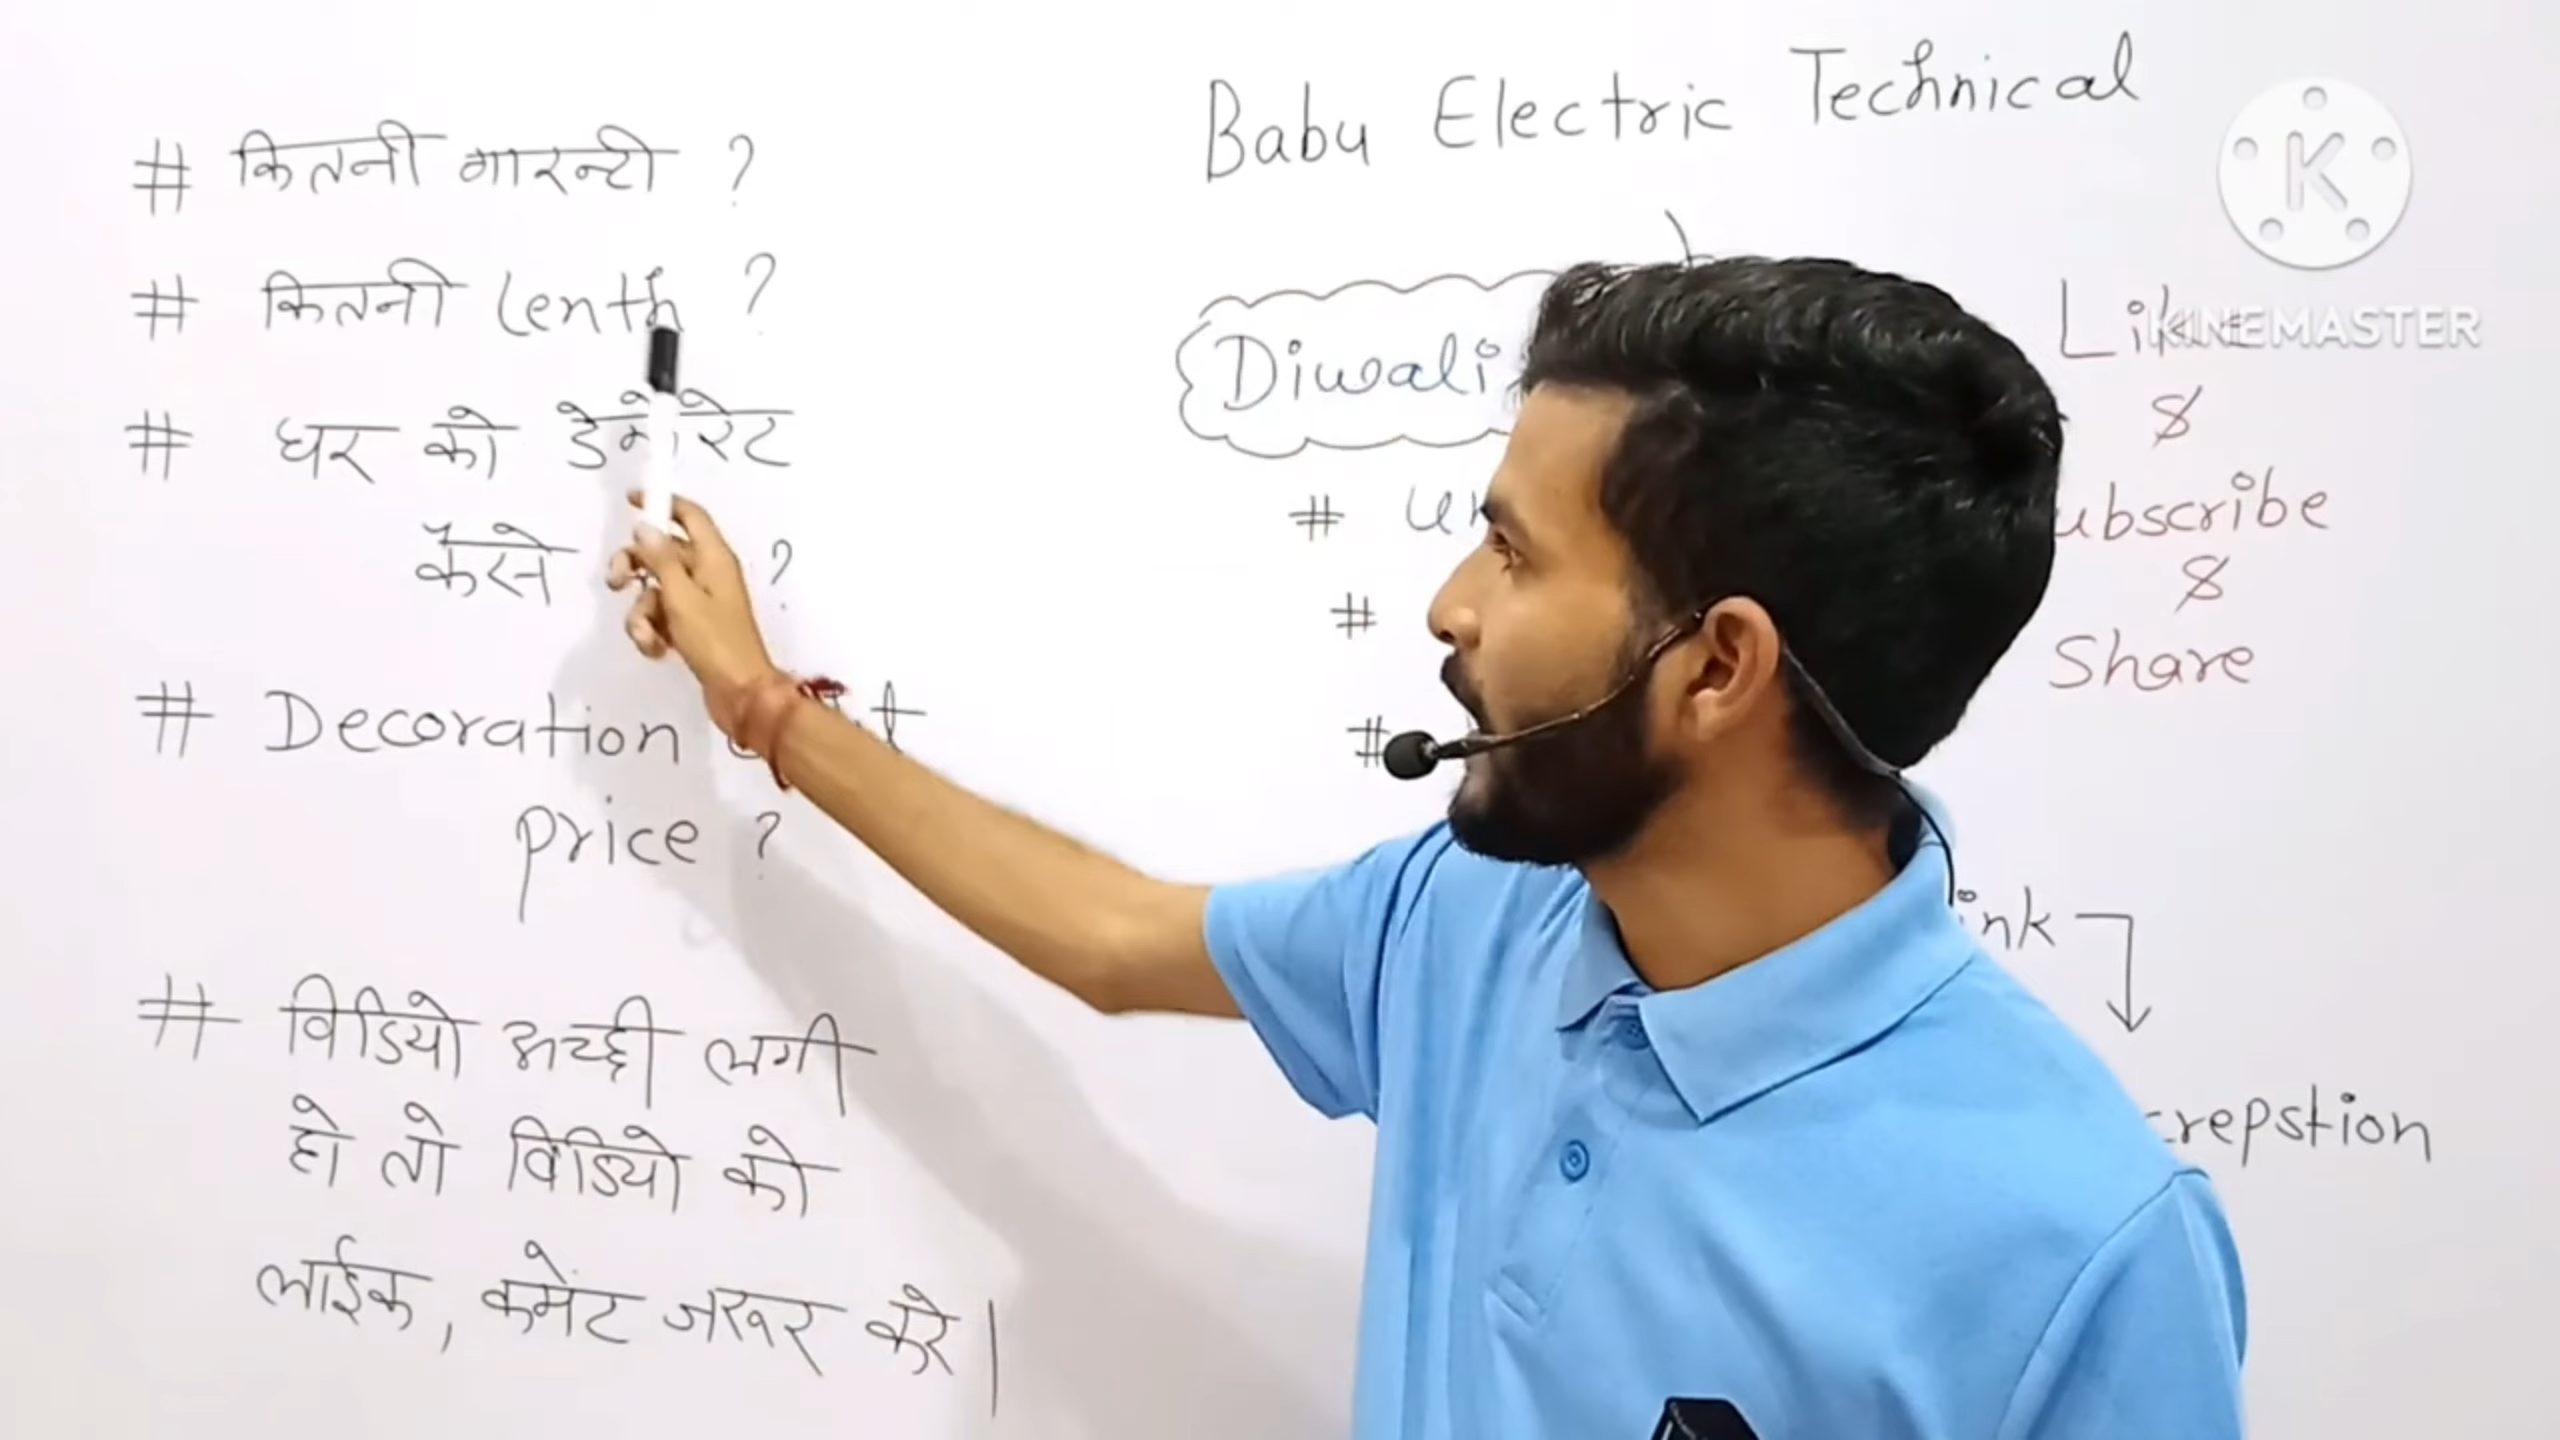 # कितनी गारन्टी ?
# कितनी lenth ?
# घर को डेकोरेट
कैसे ?
# Decoration
price ?
# विडियो अच्छी लगी
हो तो विडियो को
लाईक, कमेंट जरूर करे|
Babu Electric Technical
Diwali
#
#
#
Like
&
ubscribe
&
Share
ink
crepstion
K
KINEMASTER